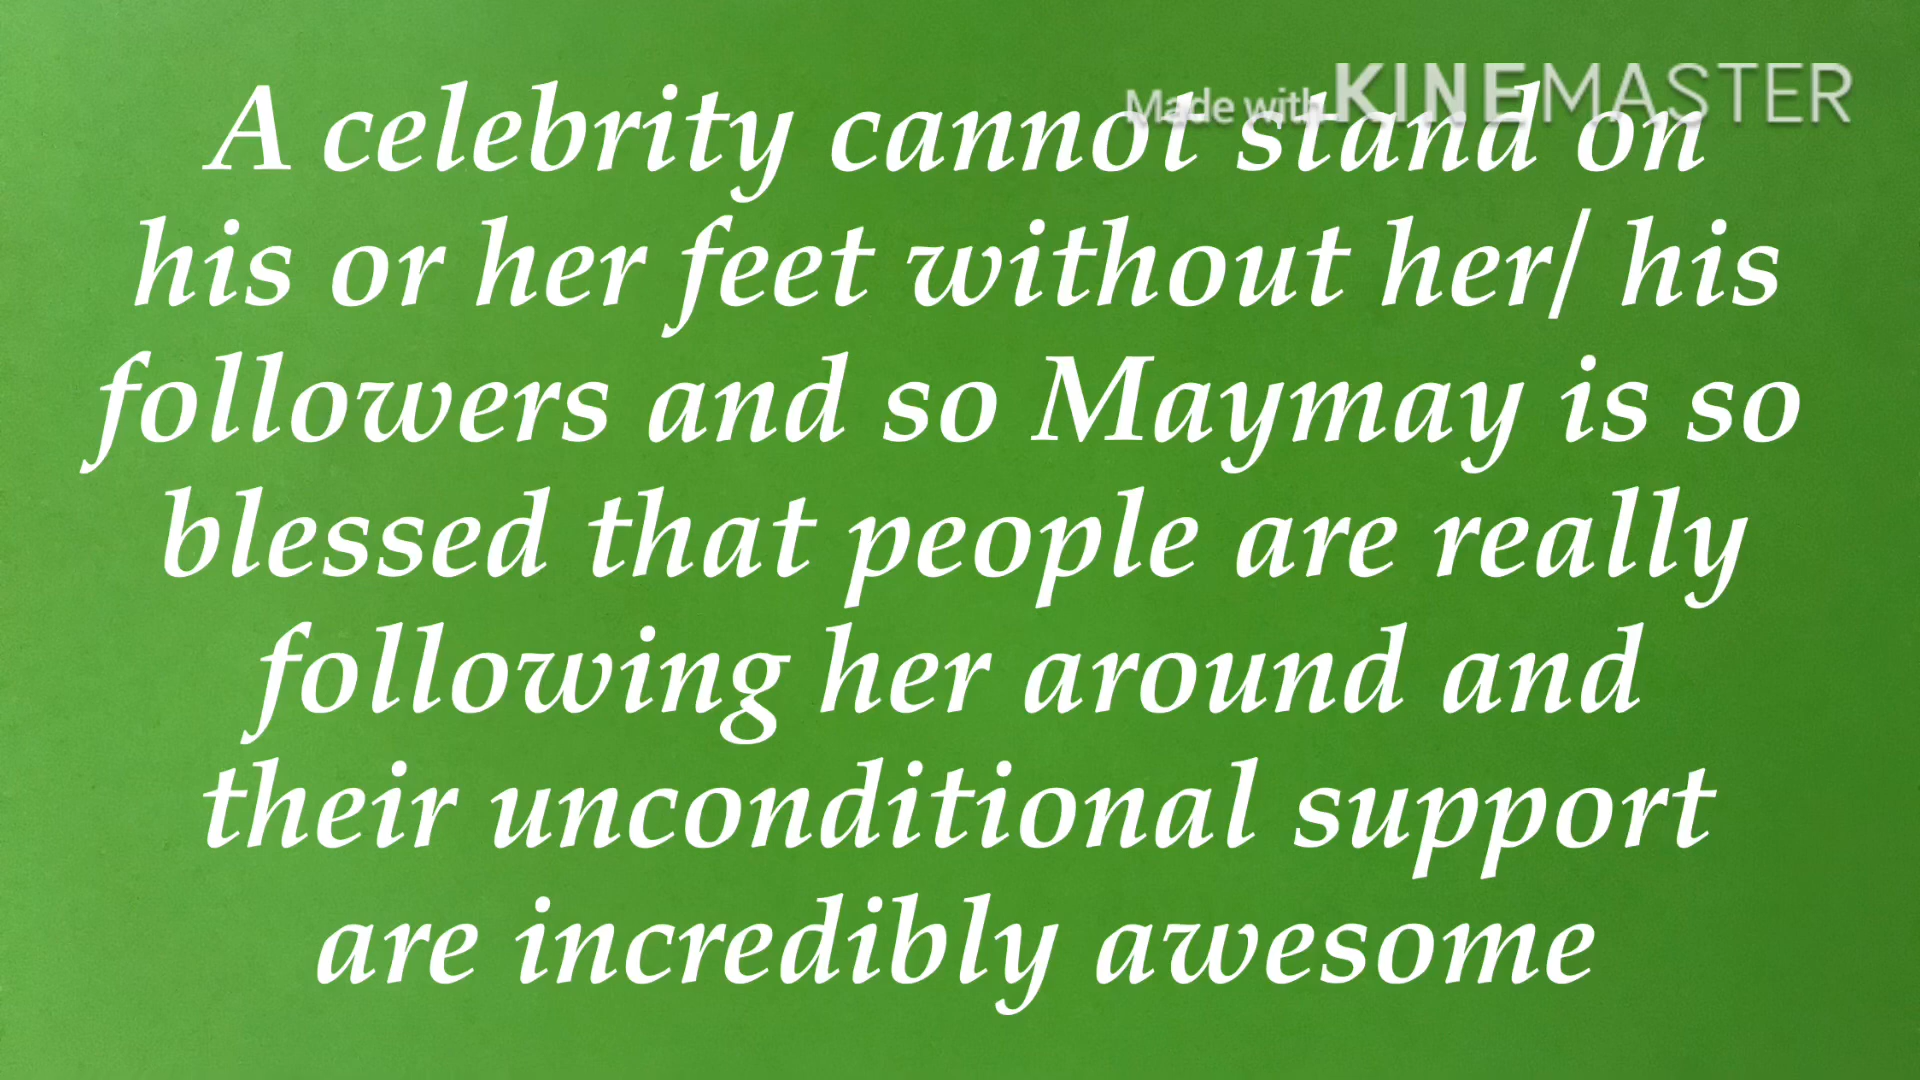 Made with KINEMASTER
A celebrity cannot stand on
his or her feet without her/ his
followers and so Maymay is so
blessed that people are really
following her around and
their unconditional support
are incredibly awesome